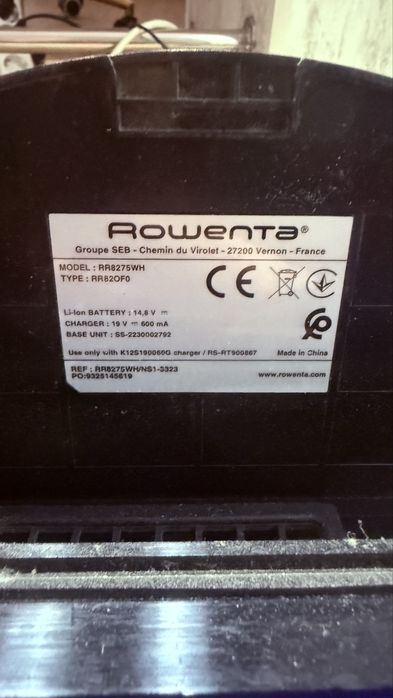 Rowenta®
Groupe SEB - Chemin du Virolet - 27200 Vernon - France
MODEL : RR8275WH
TYPE : RR82OF0
CE
Li-Ion BATTERY : 14,8 V ⎓
CHARGER : 19 V ⎓ 600 mA
BASE UNIT : SS-2230002792
Use only with K12S190060G charger / RS-RT900867
Made in China
REF : RR8275WH/NS1-3323
PO:9325145619
www.rowenta.com